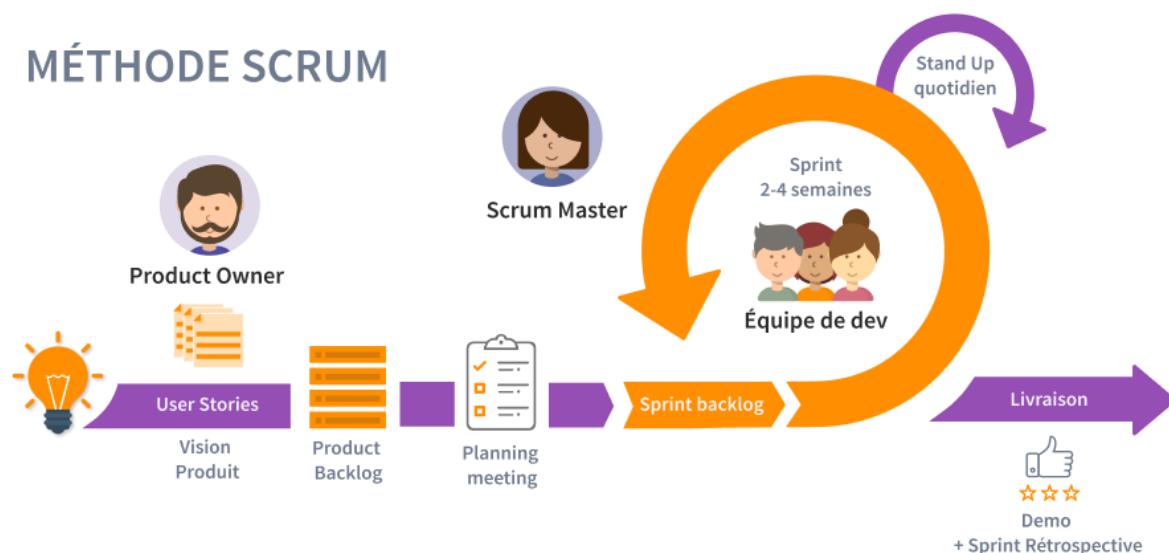 MÉTHODE SCRUM
Stand Up
quotidien
Sprint
2-4 semaines
Scrum Master
Product Owner
Équipe de dev
User Stories
Sprint backlog
Livraison
Vision
Produit
Product
Backlog
Planning
meeting
Demo
+ Sprint Rétrospective